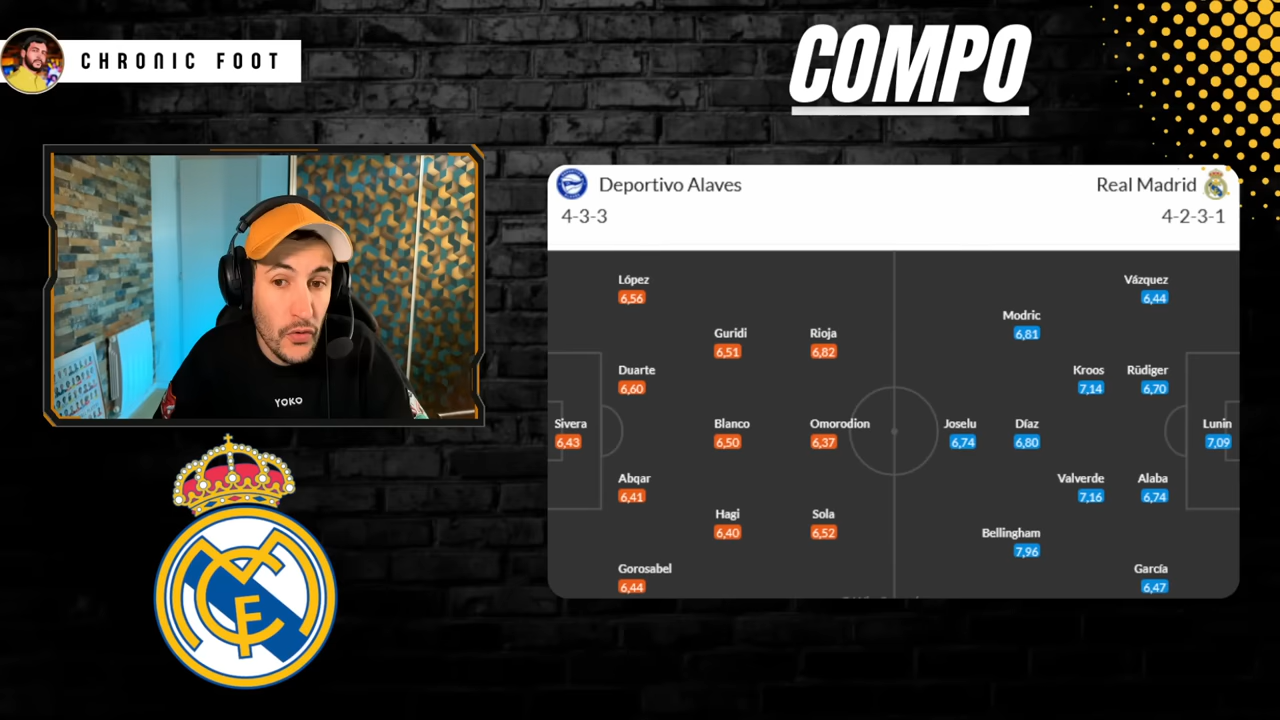 CHRONIC FOOT
COMPO
YOKO
Deportivo Alaves
4-3-3
Real Madrid
4-2-3-1
López
6,56
Duarte
6,60
Sivera
6,43
Abqar
6,41
Gorosabel
6,44
Guridi
6,51
Blanco
6,50
Hagi
6,40
Rioja
6,82
Omorodion
6,37
Sola
6,52
Joselu
6,74
Modric
6,81
Díaz
6,80
Bellingham
7,96
Kroos
7,14
Valverde
7,16
Vázquez
6,44
Rüdiger
6,70
Alaba
6,74
García
6,47
Lunin
7,09